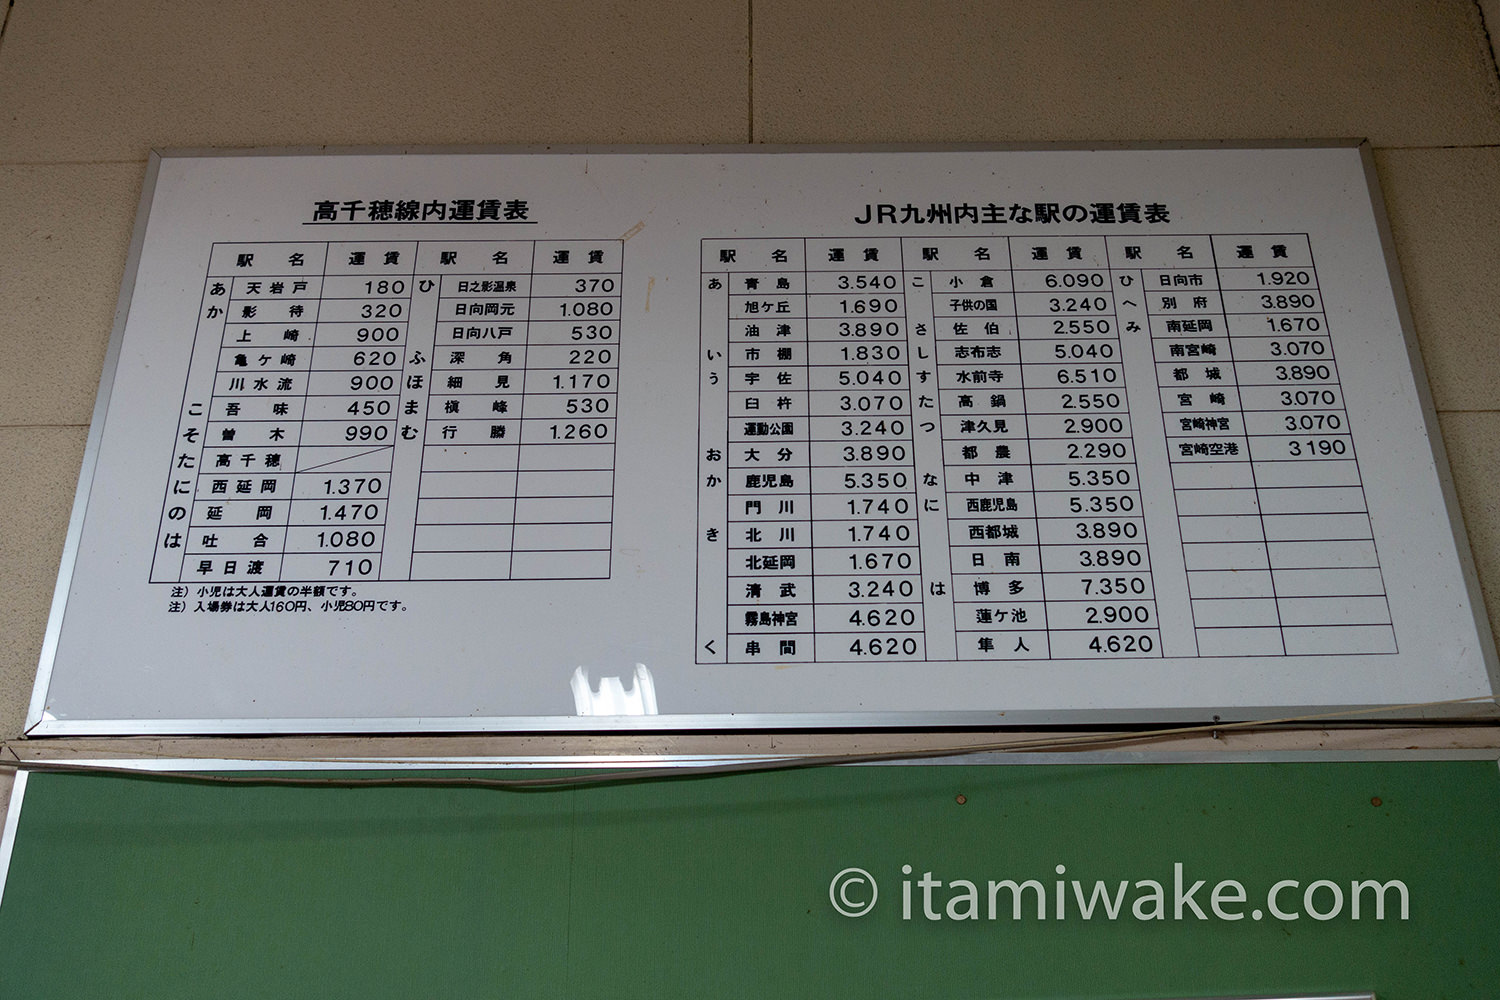 高千穂線内運賃表
駅名 運賃 駅名 運賃
あ 天岩戸 180 ひ 日之影温泉 370
か 影待 320 日向岡元 1.080
上崎 900 日向八戸 530
亀ケ崎 620 ふ 深角 220
川水流 900 ほ 細見 1.170
こ 吾味 450 ま 槇峰 530
そ 曽木 990 む 行縢 1.260
た 高千穂
に 西延岡 1.370
の 延岡 1.470
は 吐合 1.080
早日渡 710
注）小児は大人運賃の半額です。
注）入場券は大人160円、小児80円です。
JR九州内主な駅の運賃表
駅名 運賃 駅名 運賃 駅名 運賃
あ 青島 3.540 こ 小倉 6.090 ひ 日向市 1.920
旭ケ丘 1.690 子供の国 3.240 へ 別府 3.890
油津 3.890 さ 佐伯 2.550 み 南延岡 1.670
い 市棚 1.830 し 志布志 5.040 南宮崎 3.070
う 宇佐 5.040 す 水前寺 6.510 都城 3.890
臼杵 3.070 た 高鍋 2.550 宮崎 3.070
運動公園 3.240 つ 津久見 2.900 宮崎神宮 3.070
お 大分 3.890 都農 2.290 宮崎空港 3190
か 鹿児島 5.350 な 中津 5.350
門川 1.740 に 西鹿児島 5.350
き 北川 1.740 西都城 3.890
北延岡 1.670 日南 3.890
清武 3.240 は 博多 7.350
霧島神宮 4.620 蓮ケ池 2.900
く 串間 4.620 隼人 4.620
© itamiwake.com